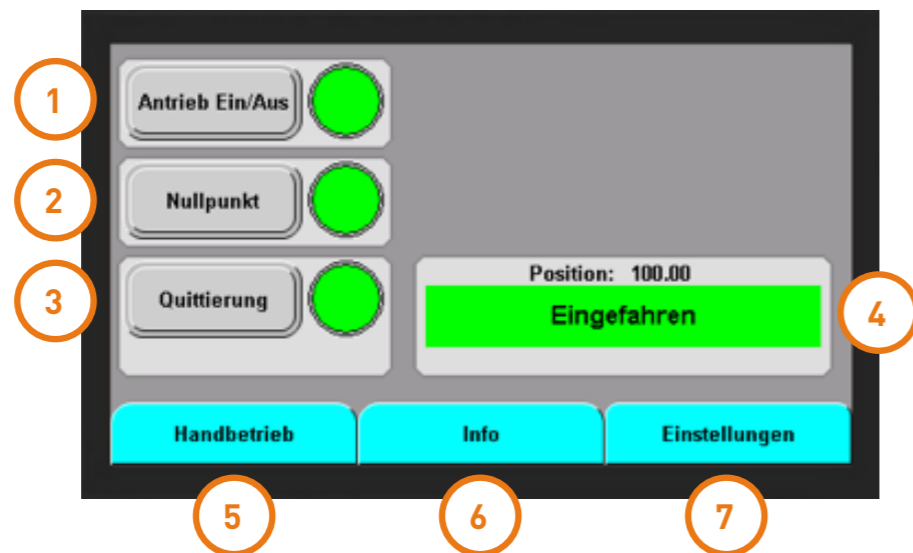 1
Antrieb Ein/Aus
2
Nullpunkt
3
Quittierung
Position: 100.00
Eingefahren
4
Handbetrieb
Info
Einstellungen
5
6
7